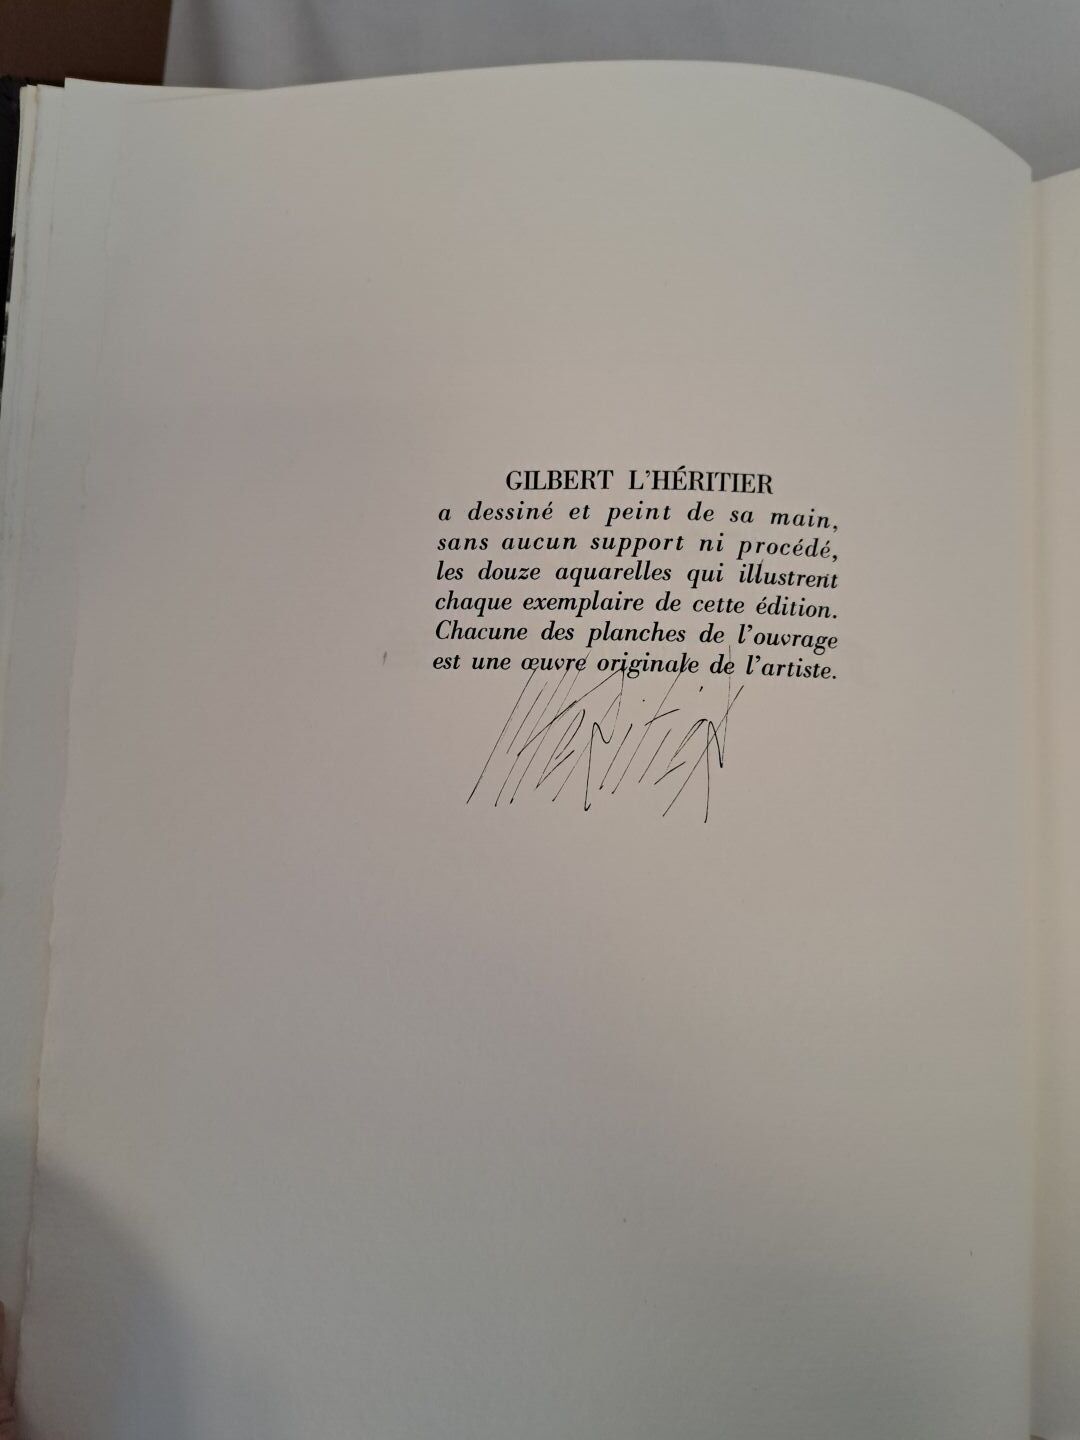 GILBERT L'HÉRITIER
a dessiné et peint de sa main,
sans aucun support ni procédé,
les douze aquarelles qui illustrent
chaque exemplaire de cette édition.
Chacune des planches de l'ouvrage
est une œuvre originale de l'artiste.
L'HÉRITIER